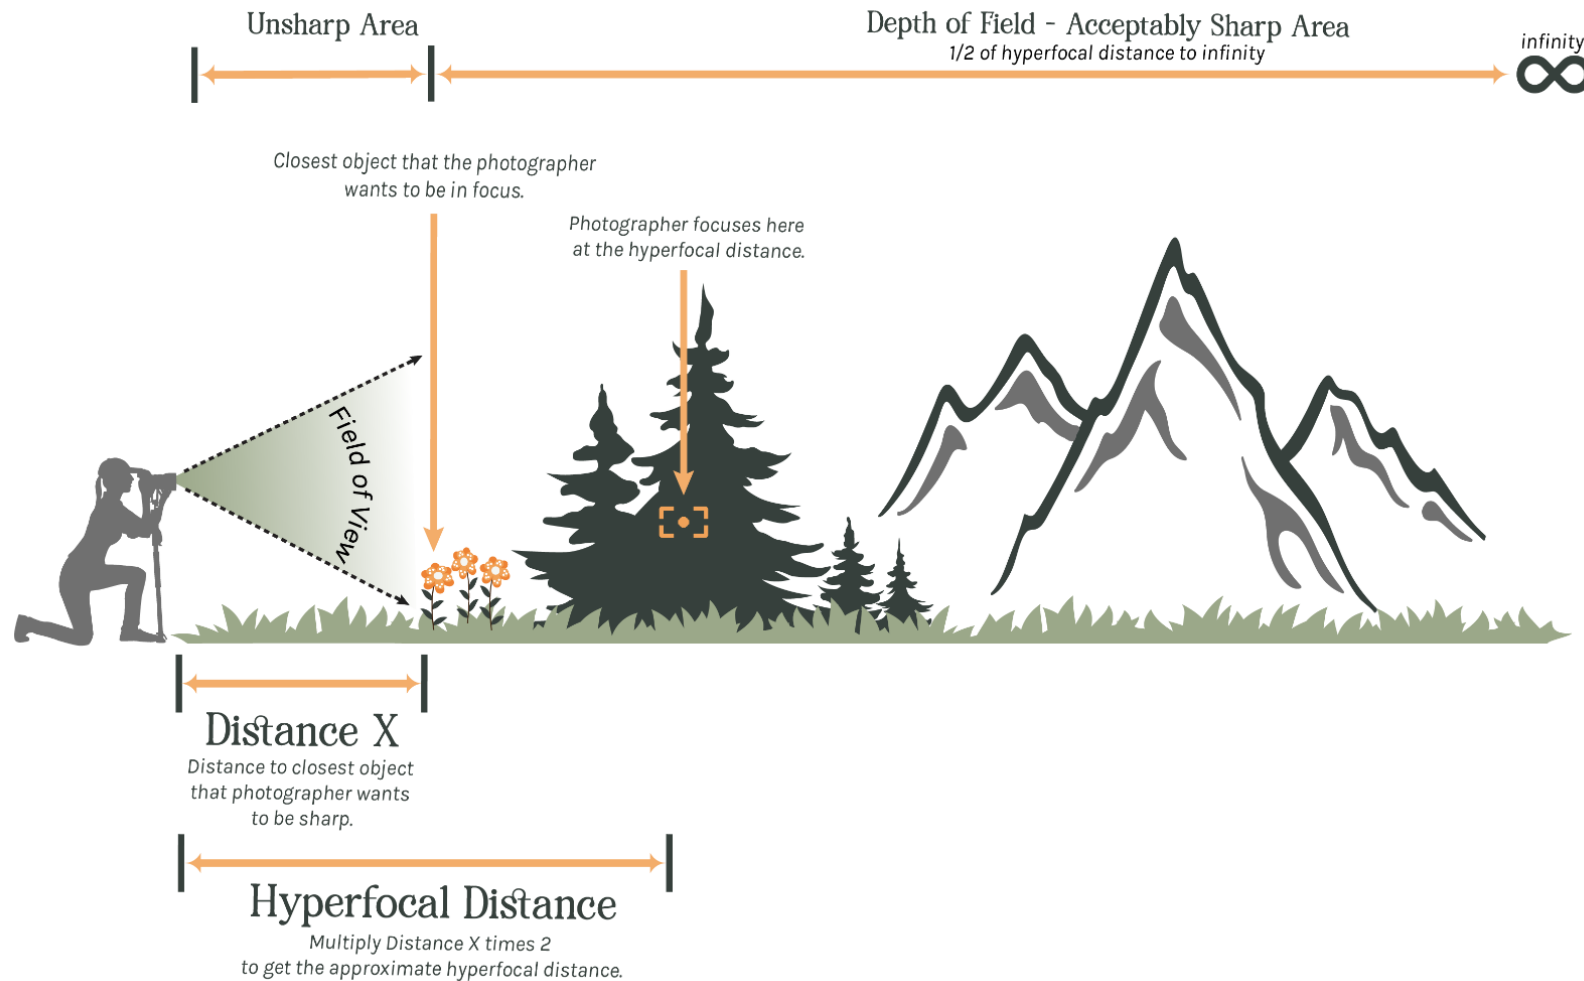 Unsharp Area
Depth of Field - Acceptably Sharp Area
1/2 of hyperfocal distance to infinity
infinity
Closest object that the photographer
wants to be in focus.
Photographer focuses here
at the hyperfocal distance.
Field of View
Distance X
Distance to closest object
that photographer wants
to be sharp.
Hyperfocal Distance
Multiply Distance X times 2
to get the approximate hyperfocal distance.